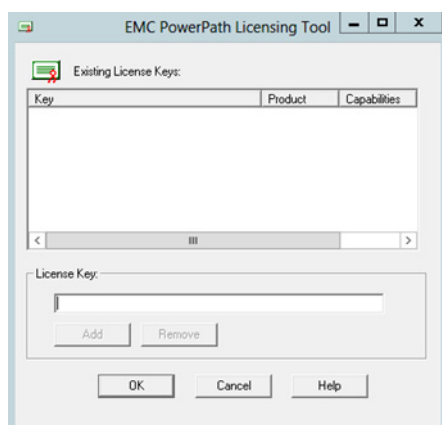 EMC PowerPath Licensing Tool
Existing License Keys:
Key Product Capabilities
License Key:
Add Remove
OK Cancel Help